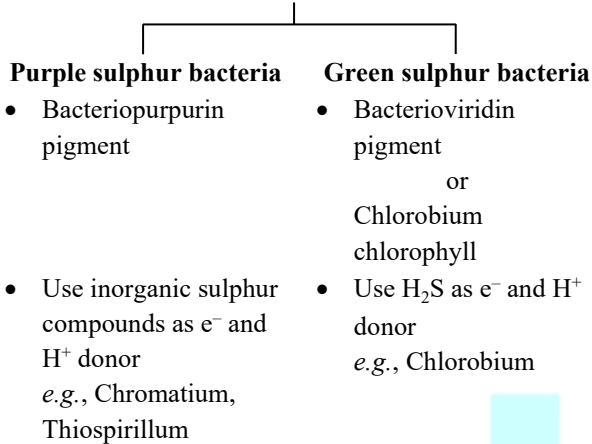 Purple sulphur bacteria
• Bacteriopurpurin
pigment
• Use inorganic sulphur
compounds as e⁻ and
H⁺ donor
e.g., Chromatium,
Thiospirillum
Green sulphur bacteria
• Bacterioviridin
pigment
or
Chlorobium
chlorophyll
• Use H₂S as e⁻ and H⁺
donor
e.g., Chlorobium